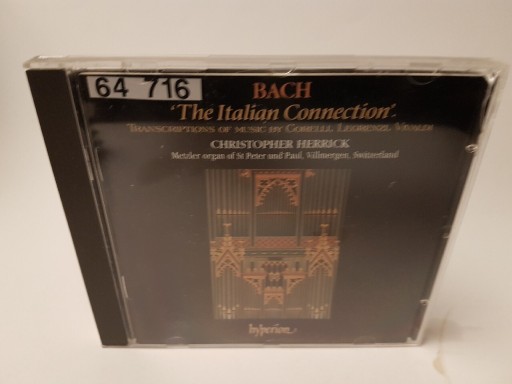 64 716
BACH
'The Italian Connection'
TRANSCRIPTIONS OF MUSIC BY CORELLI, LEGRENZI, VIVALDI
CHRISTOPHER HERRICK
Metzler organ of St Peter and Paul, Villmergen, Switzerland
hyperion